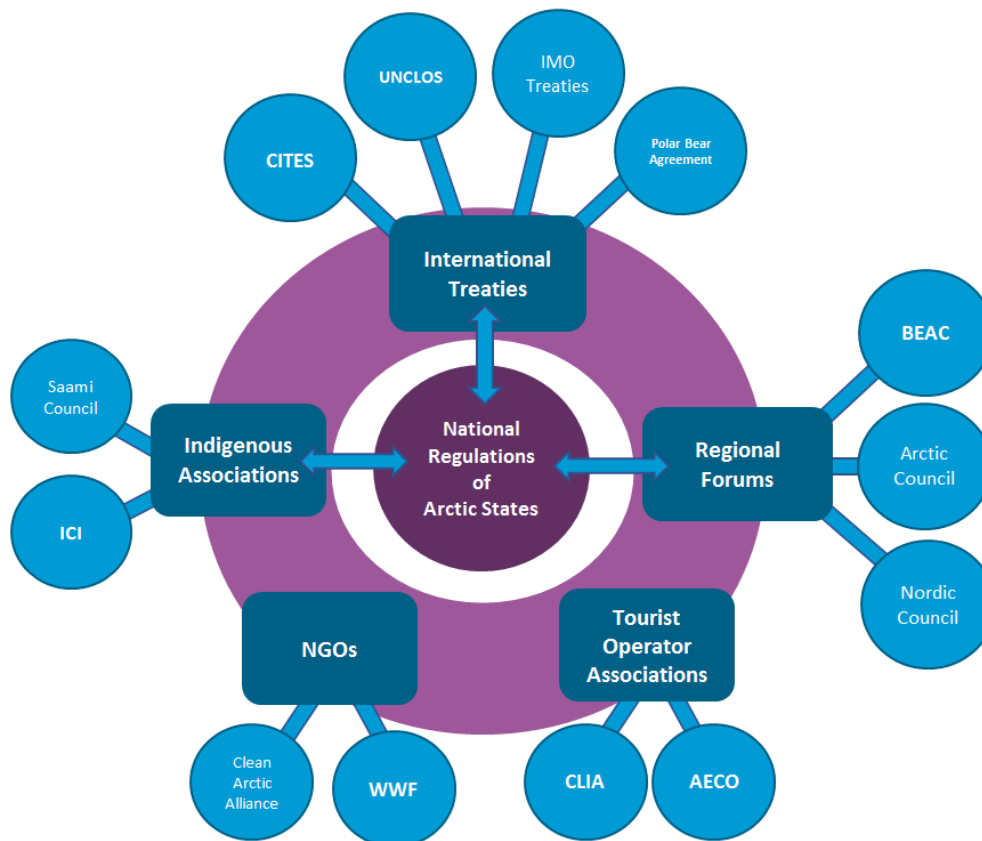 UNCLOS
IMO
Treaties
CITES
Polar Bear
Agreement
International
Treaties
BEAC
Saami
Council
Indigenous
Associations
National
Regulations
of
Arctic States
Regional
Forums
Arctic
Council
ICI
Nordic
Council
NGOs
Tourist
Operator
Associations
Clean
Arctic
Alliance
WWF
CLIA
AECO